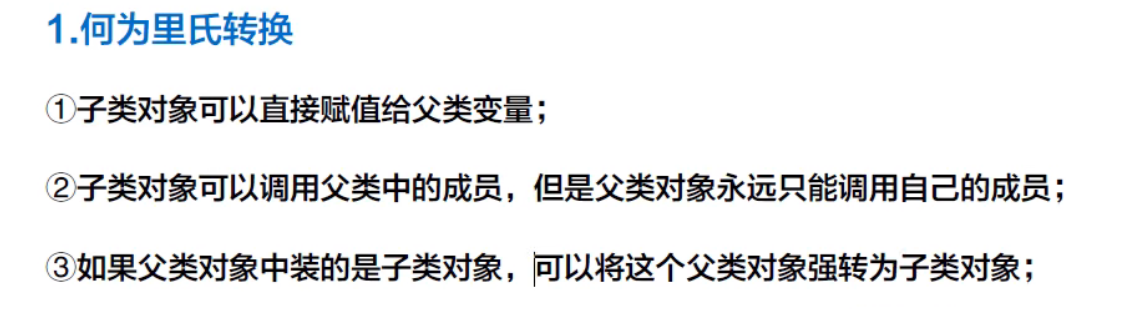 1.何为里氏转换
①子类对象可以直接赋值给父类变量；
②子类对象可以调用父类中的成员，但是父类对象永远只能调用自己的成员；
③如果父类对象中装的是子类对象，可以将这个父类对象强转为子类对象；